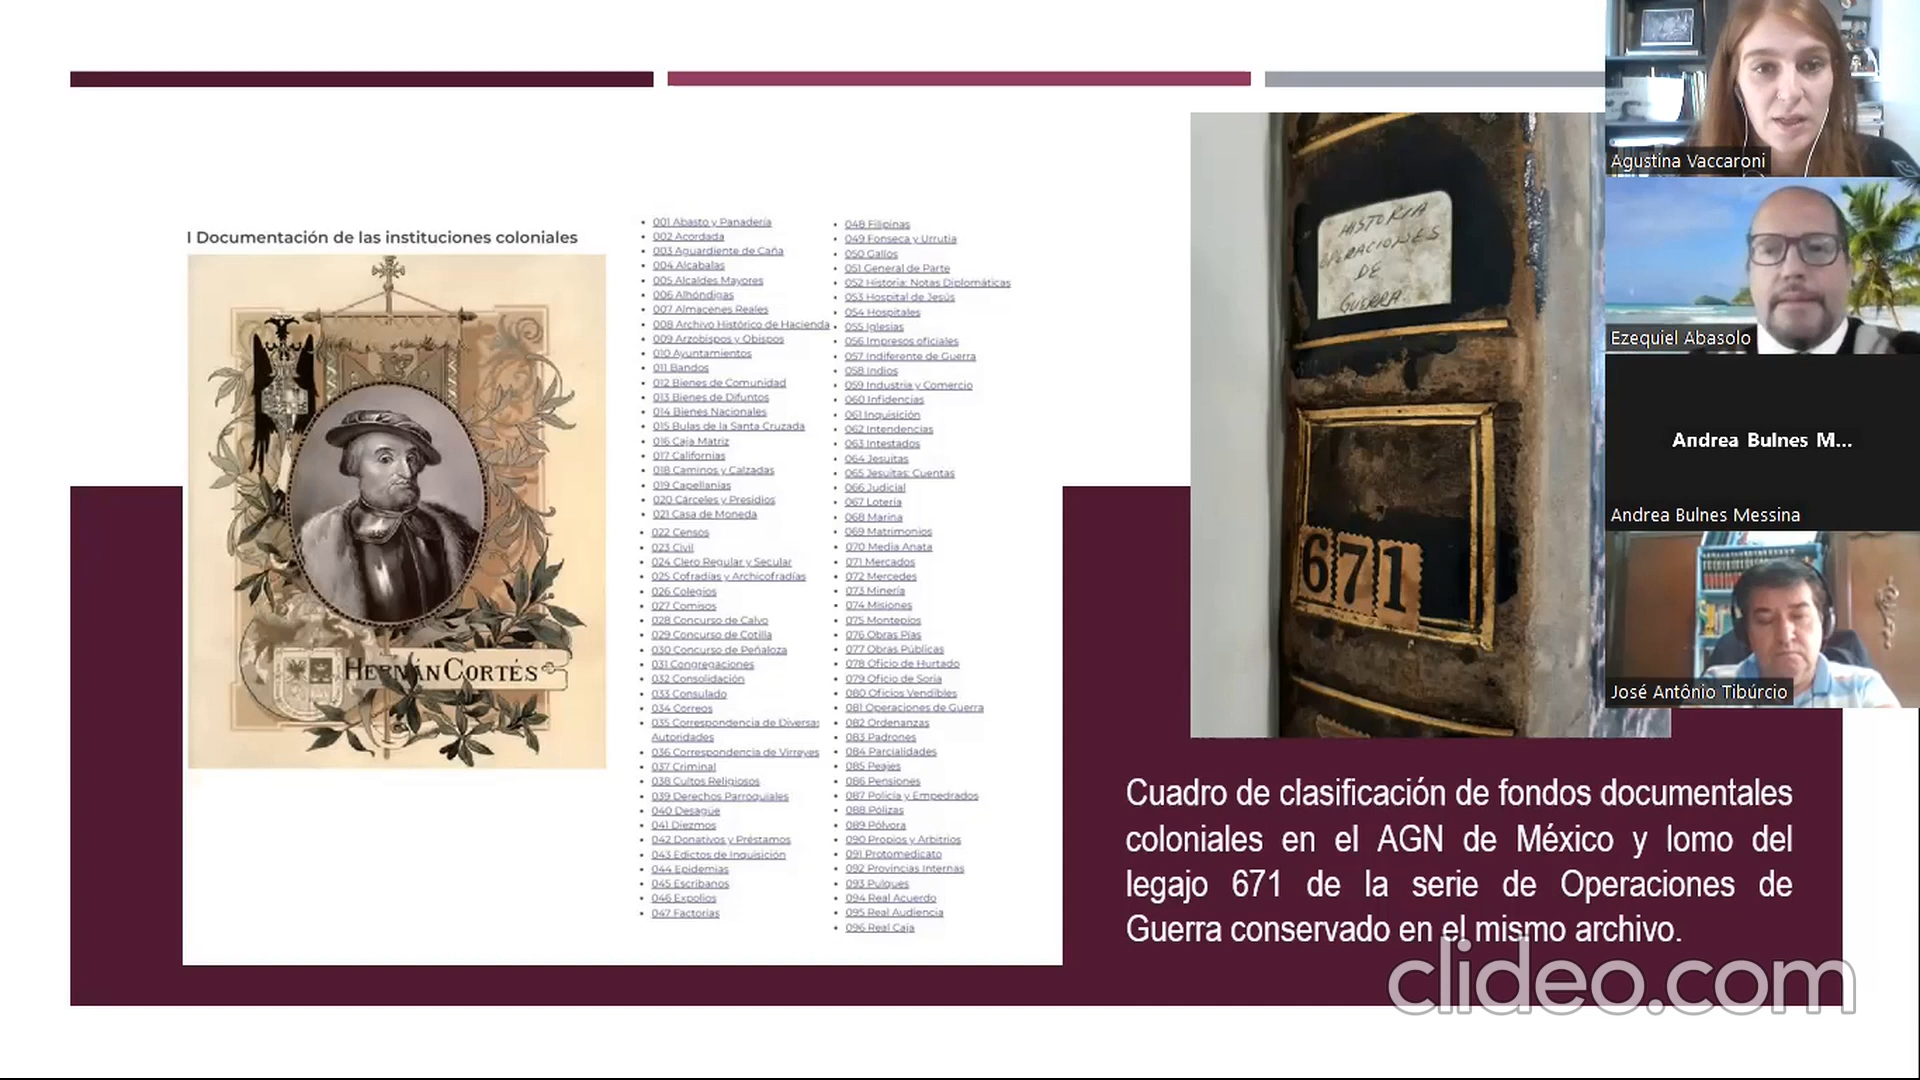 I Documentación de las instituciones coloniales
HERNÁN CORTÉS
001 Abasto y Panadería
002 Acordada
003 Aguardiente de Caña
004 Alcabalas
005 Alcaldes Mayores
006 Alhóndigas
007 Almacenes Reales
008 Archivo Histórico de Hacienda
009 Arzobispos y Obispos
010 Ayuntamientos
011 Bandos
012 Bienes de Comunidad
013 Bienes de Difuntos
014 Bienes Nacionales
015 Bulas de la Santa Cruzada
016 Caja Matriz
017 Californias
018 Caminos y Calzadas
019 Capellanías
020 Cárceles y Presidios
021 Casa de Moneda
022 Censos
023 Civil
024 Clero Regular y Secular
025 Cofradías y Archicofradías
026 Colegios
027 Comisos
028 Concurso de Calvo
029 Concurso de Cotilla
030 Concurso de Peñaloza
031 Congregaciones
032 Consolidación
033 Consulado
034 Correos
035 Correspondencia de Diversas
Autoridades
036 Correspondencia de Virreyes
037 Criminal
038 Cultos Religiosos
039 Derechos Parroquiales
040 Desagüe
041 Diezmos
042 Donativos y Préstamos
043 Edictos de Inquisición
044 Epidemias
045 Escribanos
046 Expolios
047 Factorías
048 Filipinas
049 Fonseca y Urrutia
050 Gallos
051 General de Parte
052 Historia: Notas Diplomáticas
053 Hospital de Jesús
054 Hospitales
055 Iglesias
056 Impresos oficiales
057 Indiferente de Guerra
058 Indios
059 Industria y Comercio
060 Infidencias
061 Inquisición
062 Intendencias
063 Intestados
064 Jesuitas
065 Jesuitas: Cuentas
066 Judicial
067 Lotería
068 Marina
069 Matrimonios
070 Media Anata
071 Mercados
072 Mercedes
073 Minería
074 Misiones
075 Montepíos
076 Obras Pías
077 Obras Públicas
078 Oficio de Hurtado
079 Oficio de Soria
080 Oficios Vendibles
081 Operaciones de Guerra
082 Ordenanzas
083 Padrones
084 Parcialidades
085 Peajes
086 Pensiones
087 Policía y Empedrados
088 Pólizas
089 Pólvora
090 Propios y Arbitrios
091 Protomedicato
092 Provincias Internas
093 Pulques
094 Real Acuerdo
095 Real Audiencia
096 Real Caja
HISTORIA
OPERACIONES
DE
GUERRA.
671
Cuadro de clasificación de fondos documentales
coloniales en el AGN de México y lomo del
legajo 671 de la serie de Operaciones de
Guerra conservado en el mismo archivo.
Agustina Vaccaroni
Ezequiel Abasolo
Andrea Bulnes M...
Andrea Bulnes Messina
José Antônio Tibúrcio
clideo.com